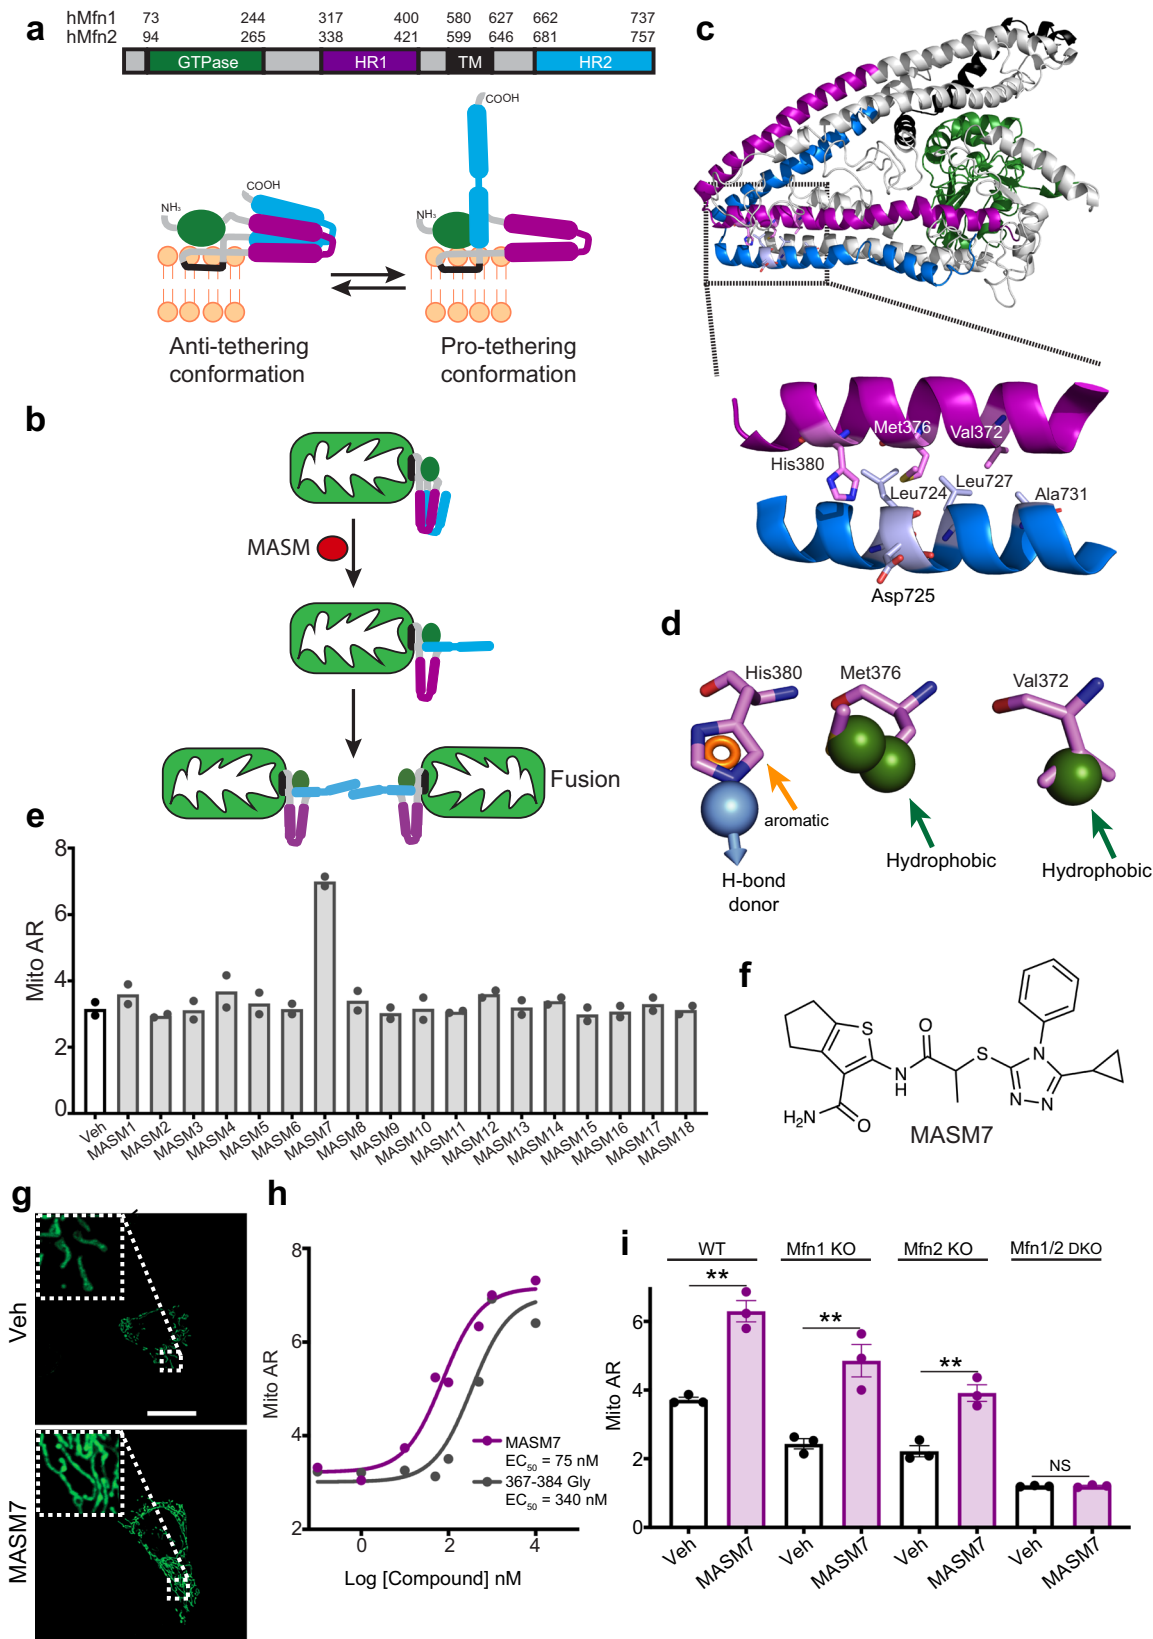 a
hMfn1 73 244 317 400 580 627 662 737
hMfn2 94 265 338 421 599 646 681 757
GTPase HR1 TM HR2
COOH
COOH
NH₃
NH₃
Anti-tethering
conformation
Pro-tethering
conformation
b
MASM
Fusion
c
Met376
Val372
His380
Leu724
Leu727
Ala731
Asp725
d
His380
Met376
Val372
aromatic
Hydrophobic
Hydrophobic
H-bond
donor
e
Mito AR
8
6
4
2
0
Veh
MASM1
MASM2
MASM3
MASM4
MASM5
MASM6
MASM7
MASM8
MASM9
MASM10
MASM11
MASM12
MASM13
MASM14
MASM15
MASM16
MASM17
MASM18
f
S
O
S
N
N
H
N
N
H₂N
O
MASM7
g
Veh
MASM7
h
Mito AR
8
6
4
2
MASM7
EC₅₀ = 75 nM
367-384 Gly
EC₅₀ = 340 nM
0 2 4
Log [Compound] nM
i
WT Mfn1 KO Mfn2 KO Mfn1/2 DKO
**
**
**
NS
Mito AR
6
4
2
0
Veh
MASM7
Veh
MASM7
Veh
MASM7
Veh
MASM7